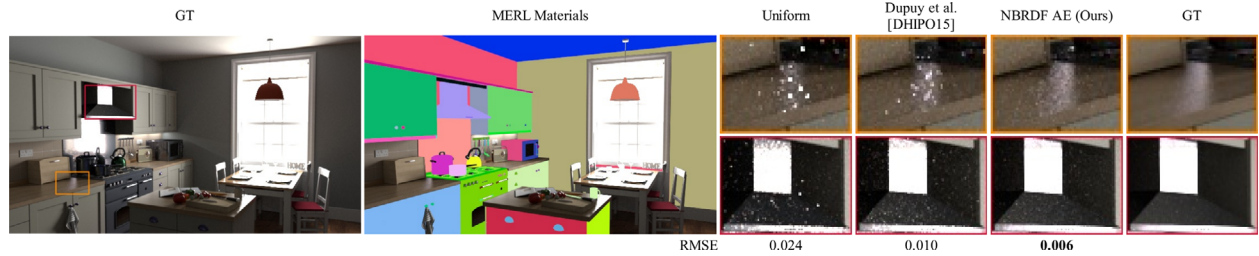 GT
MERL Materials
Uniform
Dupuy et al.
[DHIPO15]
NBRDF AE (Ours)
GT
HOME
RMSE
0.024
0.010
0.006